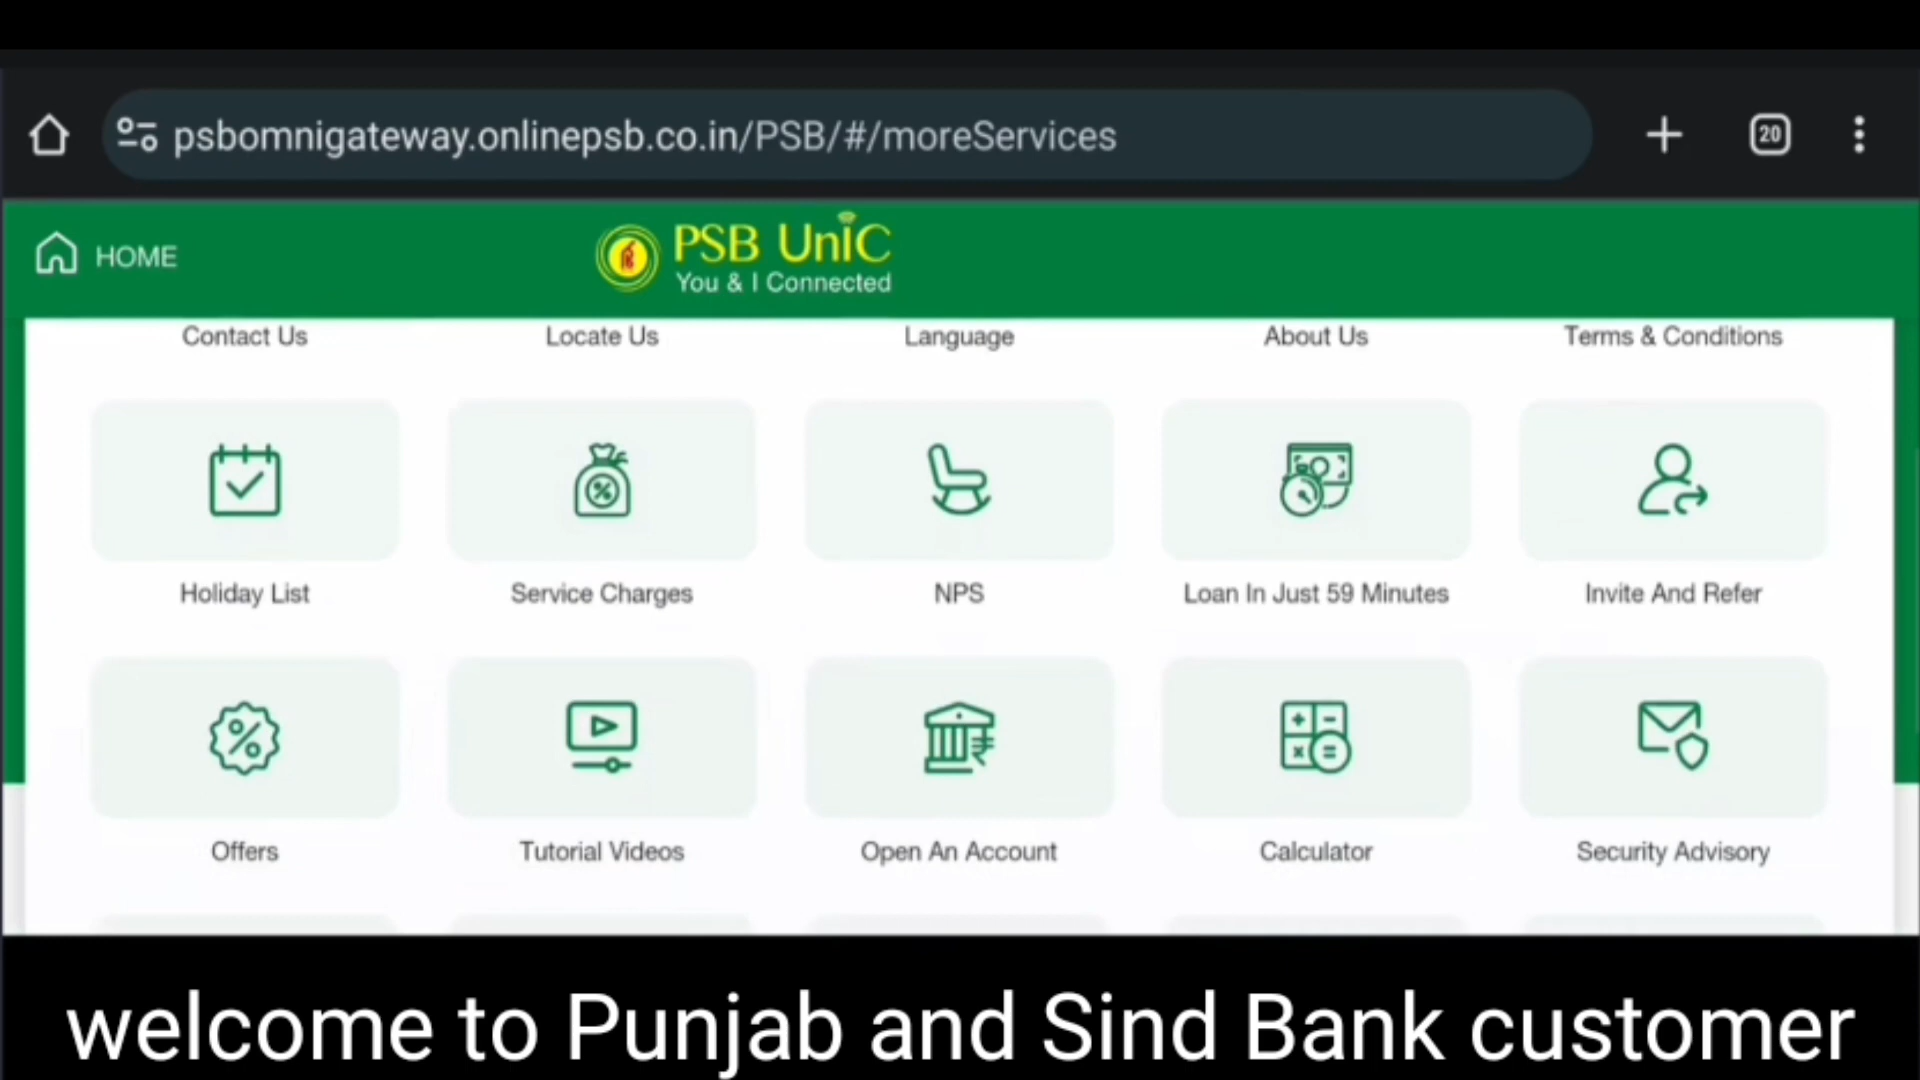 psbomnigateway.onlinepsb.co.in/PSB/#/moreServices
20
HOME
PSB UniC
You & I Connected
Contact Us
Locate Us
Language
About Us
Terms & Conditions
Holiday List
Service Charges
NPS
Loan In Just 59 Minutes
Invite And Refer
Offers
Tutorial Videos
Open An Account
Calculator
Security Advisory
welcome to Punjab and Sind Bank customer